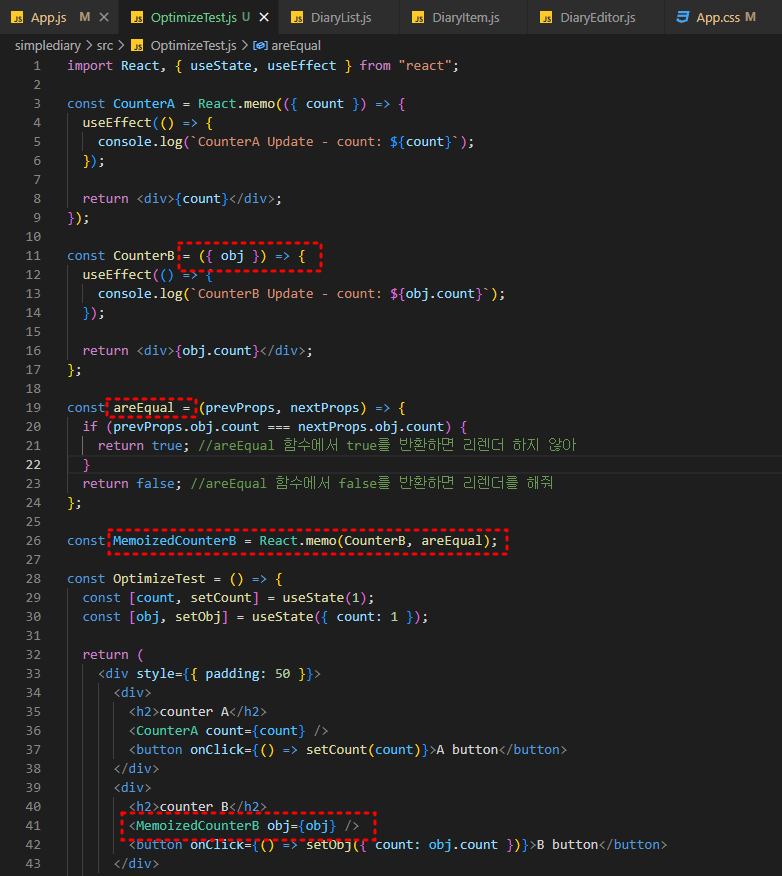 JS App.js M ✕ JS OptimizeTest.js U ✕ JS DiaryList.js JS DiaryItem.js JS DiaryEditor.js App.css M
simplediary > src > JS OptimizeTest.js > areEqual
1 import React, { useState, useEffect } from "react";
2
3 const CounterA = React.memo(({ count }) => {
4   useEffect(() => {
5     console.log(`CounterA Update - count: ${count}`);
6   });
7
8   return <div>{count}</div>;
9 });
10
11 const CounterB = ({ obj }) => {
12   useEffect(() => {
13     console.log(`CounterB Update - count: ${obj.count}`);
14   });
15
16   return <div>{obj.count}</div>;
17 };
18
19 const areEqual = (prevProps, nextProps) => {
20   if (prevProps.obj.count === nextProps.obj.count) {
21     return true; //areEqual 함수에서 true를 반환하면 리렌더 하지 않아
22   }
23   return false; //areEqual 함수에서 false를 반환하면 리렌더를 해줘
24 };
25
26 const MemoizedCounterB = React.memo(CounterB, areEqual);
27
28 const OptimizeTest = () => {
29   const [count, setCount] = useState(1);
30   const [obj, setObj] = useState({ count: 1 });
31
32   return (
33     <div style={{ padding: 50 }}>
34       <div>
35         <h2>counter A</h2>
36         <CounterA count={count} />
37         <button onClick={() => setCount(count)}>A button</button>
38       </div>
39       <div>
40         <h2>counter B</h2>
41         <MemoizedCounterB obj={obj} />
42         <button onClick={() => setObj({ count: obj.count })}>B button</button>
43       </div>